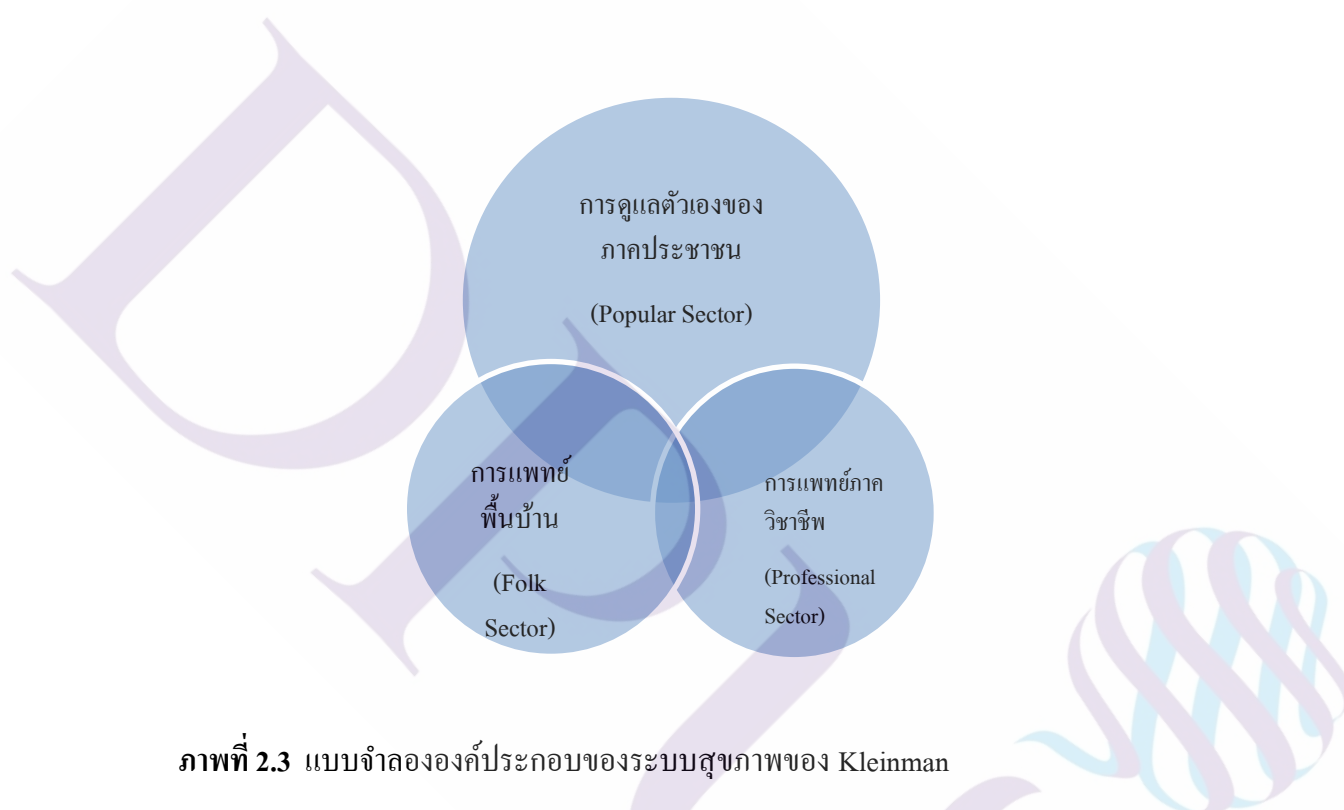 การดูแลตัวเองของ
ภาคประชาชน
(Popular Sector)
การแพทย์
พื้นบ้าน
(Folk
Sector)
การแพทย์ภาค
วิชาชีพ
(Professional
Sector)
ภาพที่ 2.3 แบบจำลององค์ประกอบของระบบสุขภาพของ Kleinman